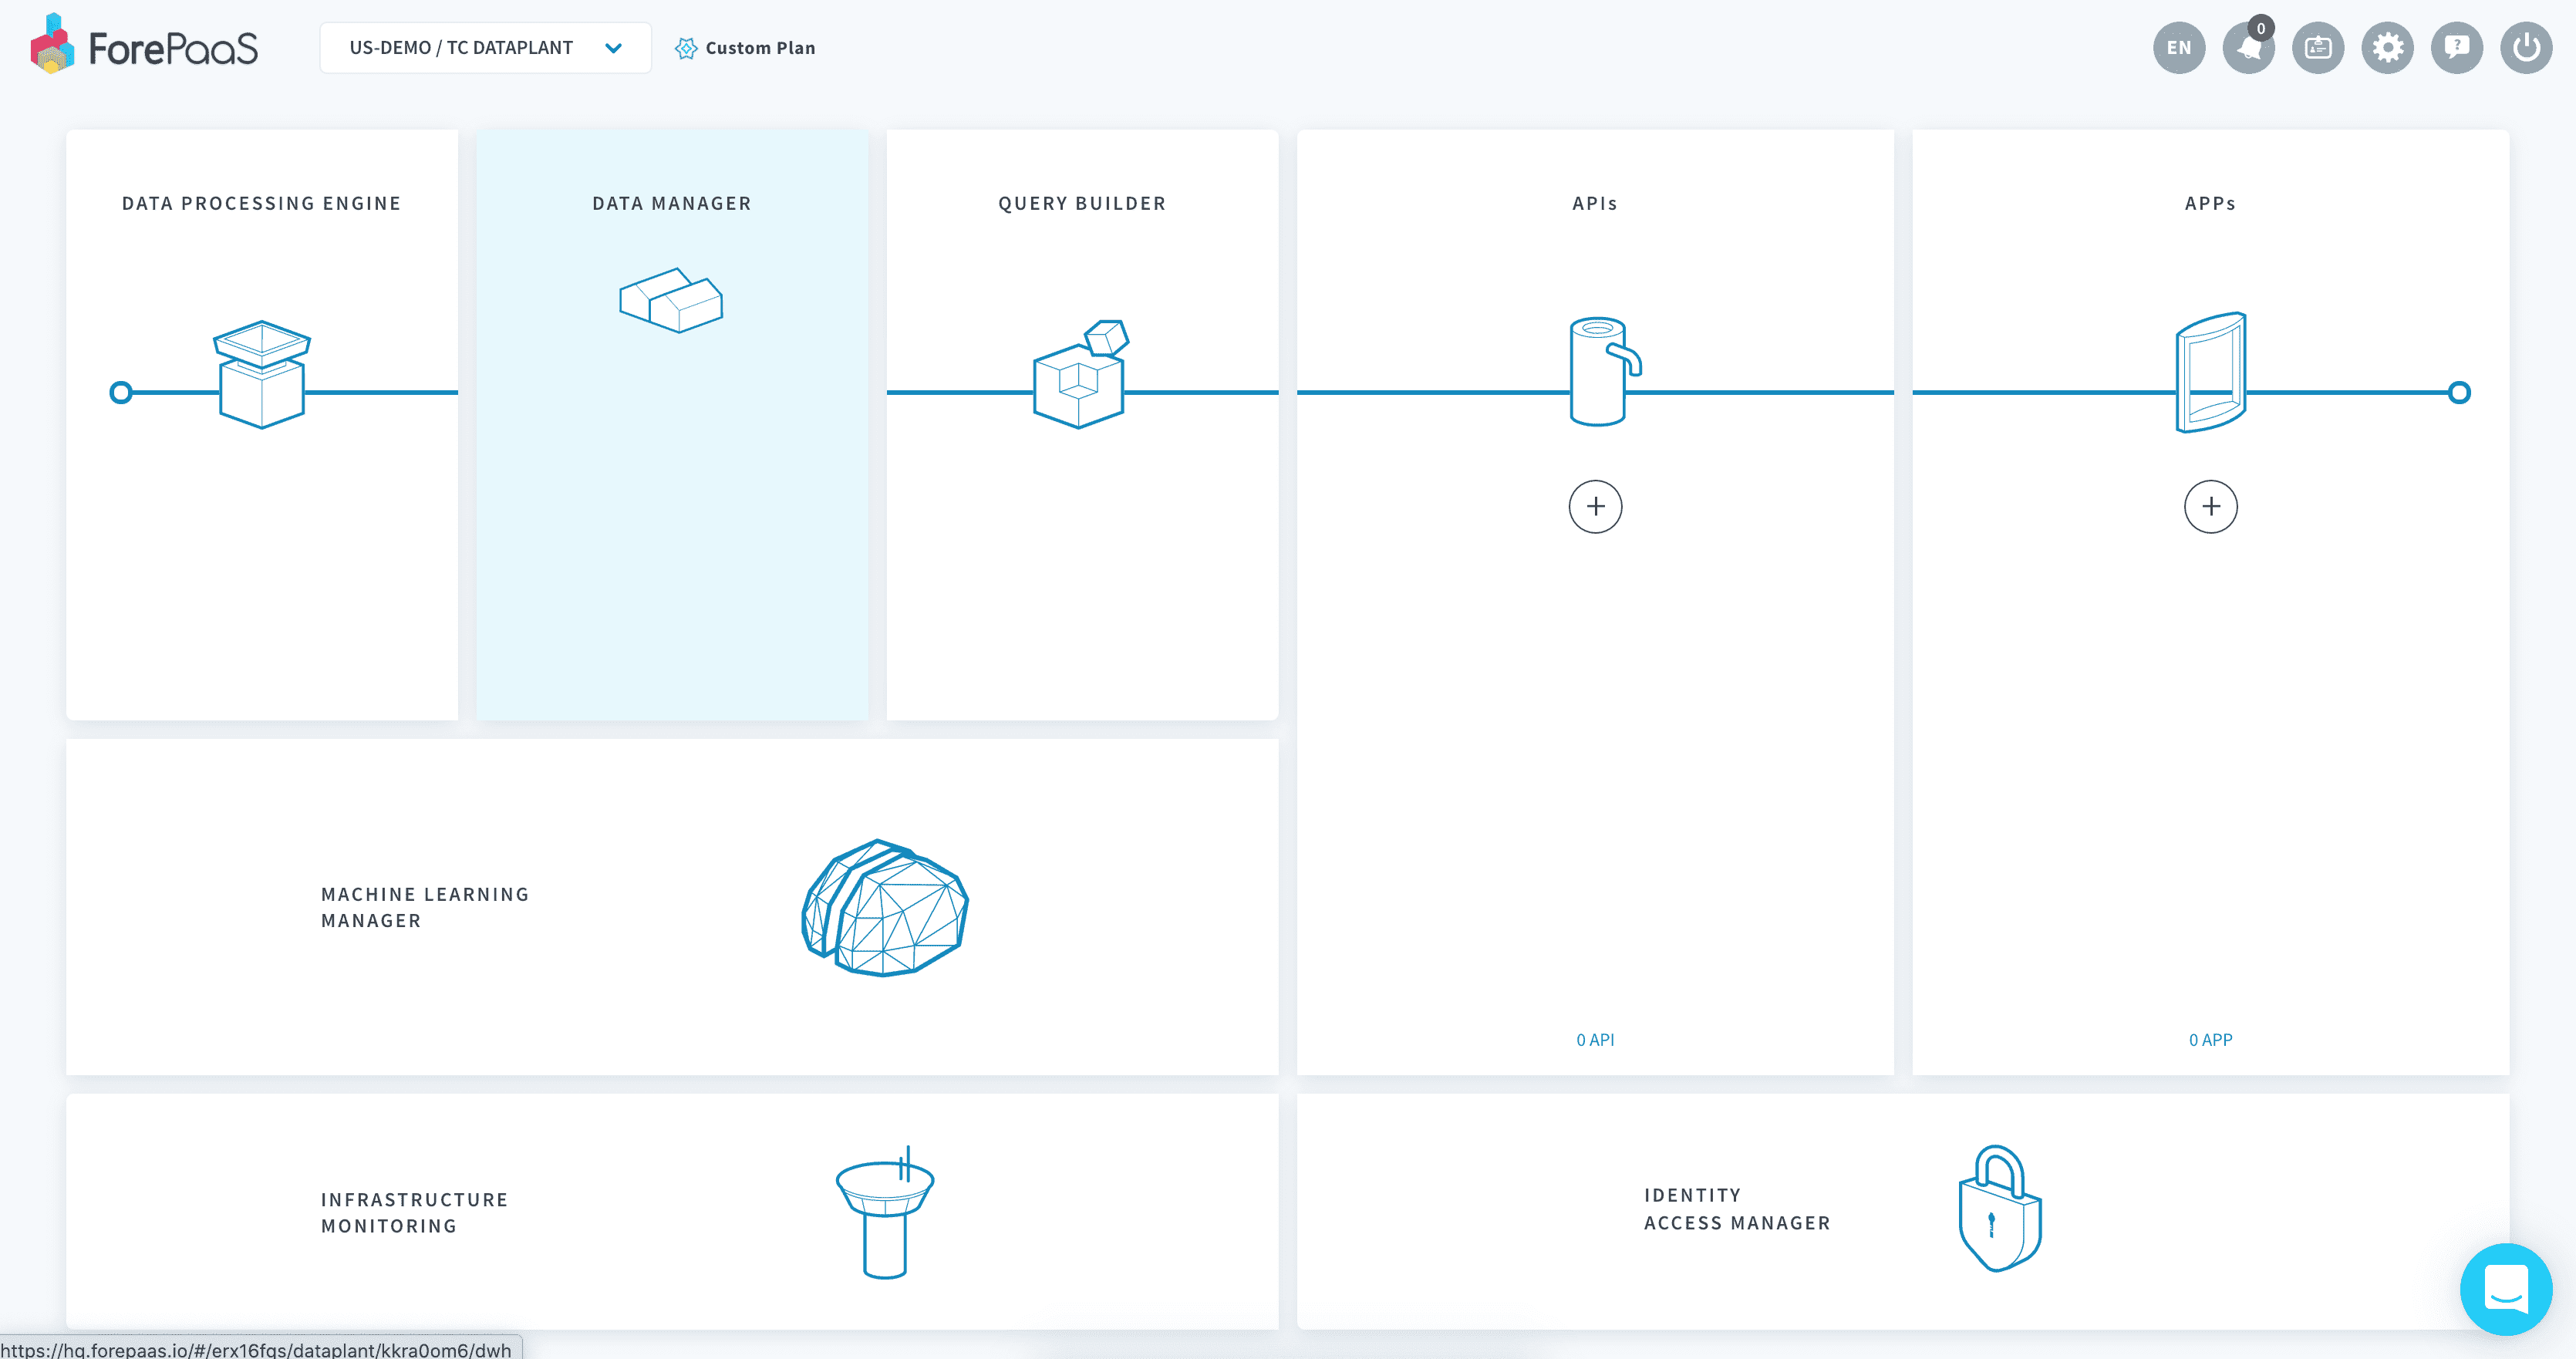 ForePaaS
US-DEMO / TC DATAPLANT
Custom Plan
EN
0
?
DATA PROCESSING ENGINE
DATA MANAGER
QUERY BUILDER
APIs
APPs
MACHINE LEARNING
MANAGER
0 API
0 APP
INFRASTRUCTURE
MONITORING
IDENTITY
ACCESS MANAGER
https://hq.forepaas.io/#/erx16fqs/dataplant/kkra0om6/dwh